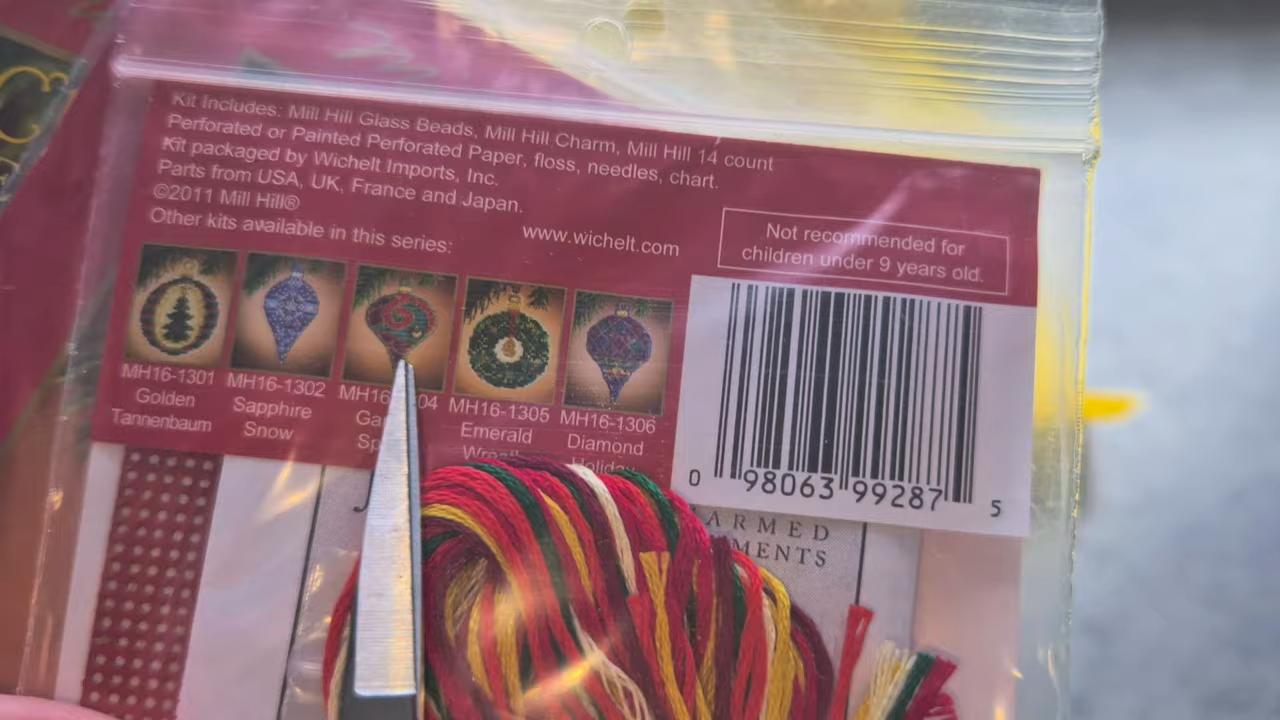 Kit Includes: Mill Hill Glass Beads, Mill Hill Charm, Mill Hill 14 count
Perforated or Painted Perforated Paper, floss, needles, chart.
Kit packaged by Wichelt Imports, Inc.
Parts from USA, UK, France and Japan.
©2011 Mill Hill®
Other kits available in this series:
www.wichelt.com
Not recommended for
children under 9 years old.
MH16-1301
Golden
Tannenbaum
MH16-1302
Sapphire
Snow
MH16 04
MH16-1305
Emerald
MH16-1306
Diamond
Holiday
0 98063 99287 5